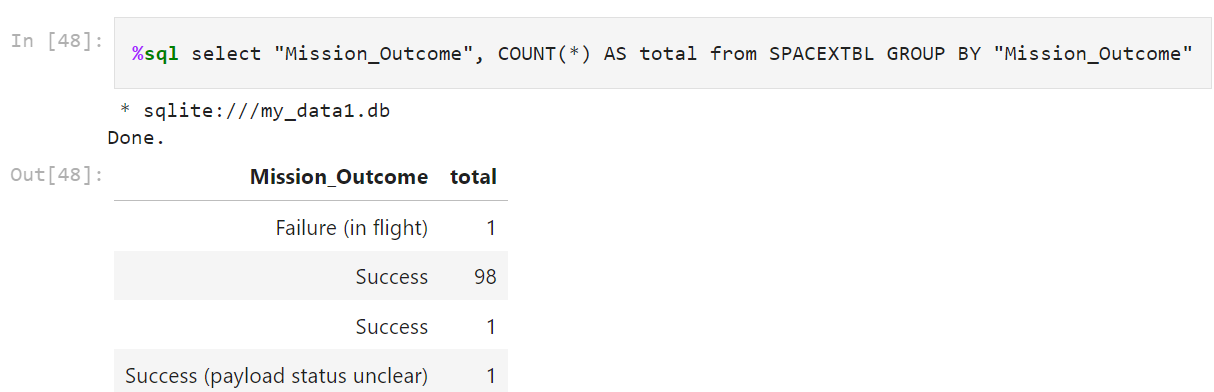 In [48]:
%sql select "Mission_Outcome", COUNT(*) AS total from SPACEXTBL GROUP BY "Mission_Outcome"
* sqlite:///my_data1.db
Done.
Out[48]:
Mission_Outcome total
Failure (in flight) 1
Success 98
Success 1
Success (payload status unclear) 1